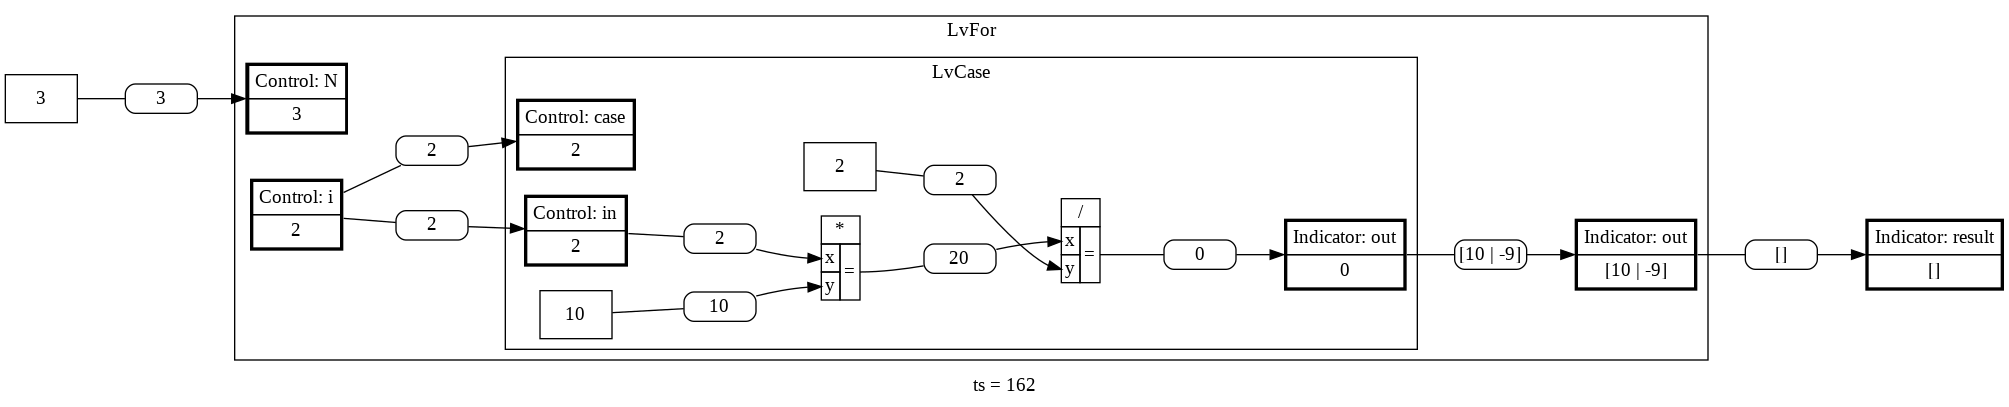 LvFor
LvCase
3
3
Control: N
3
Control: i
2
2
2
Control: case
2
Control: in
2
10
2
10
2
2
*
x
y
=
20
/
x
y
=
0
Indicator: out
0
[10 | -9]
Indicator: out
[10 | -9]
[]
Indicator: result
[]
ts = 162